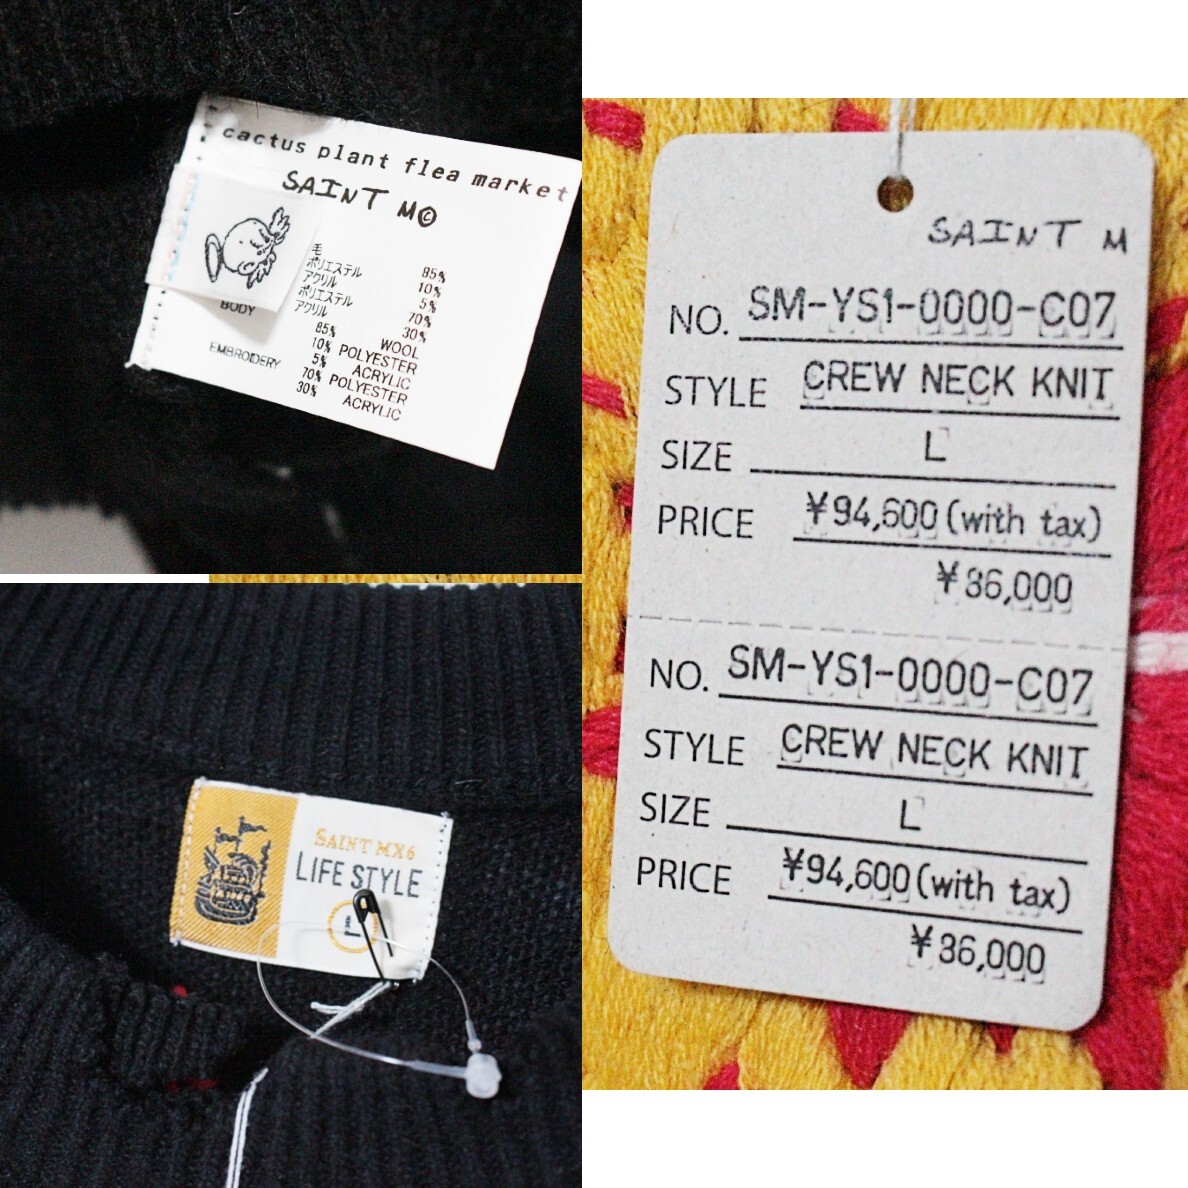 cactus plant flea market
SAINT M©
毛 85%
ポリエステル 10%
アクリル 5%
ポリエステル 70%
アクリル 30%
BODY
85% WOOL
10% POLYESTER
5% ACRYLIC
EMBROIDERY
70% POLYESTER
30% ACRYLIC
SAINT MX6
LIFE STYLE
L
SAINT M
NO. SM-YS1-0000-C07
STYLE CREW NECK KNIT
SIZE L
PRICE ¥94,600(with tax)
¥86,000
NO. SM-YS1-0000-C07
STYLE CREW NECK KNIT
SIZE L
PRICE ¥94,600(with tax)
¥86,000